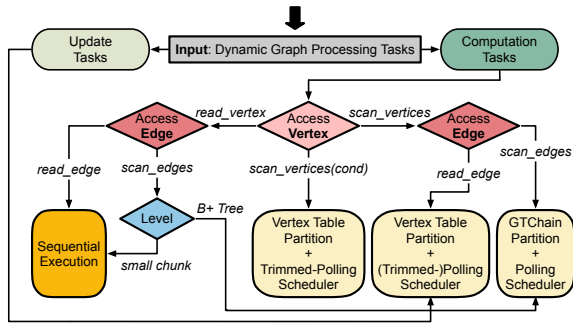 Update
Tasks
Input: Dynamic Graph Processing Tasks
Computation
Tasks
Access
Edge
read_vertex
Access
Vertex
scan_vertices
Access
Edge
read_edge
scan_edges
scan_vertices(cond)
read_edge
scan_edges
Level
B+ Tree
small chunk
Sequential
Execution
Vertex Table
Partition
+
Trimmed-Polling
Scheduler
Vertex Table
Partition
+
(Trimmed-)Polling
Scheduler
GTChain
Partition
+
Polling
Scheduler